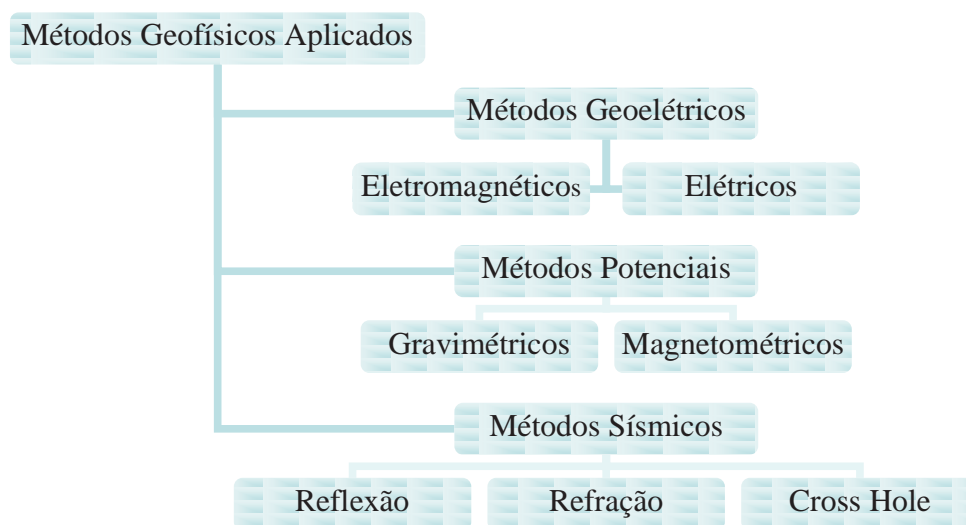 Métodos Geofísicos Aplicados
Métodos Geoelétricos
Eletromagnéticos
Elétricos
Métodos Potenciais
Gravimétricos
Magnetométricos
Métodos Sísmicos
Reflexão
Refração
Cross Hole